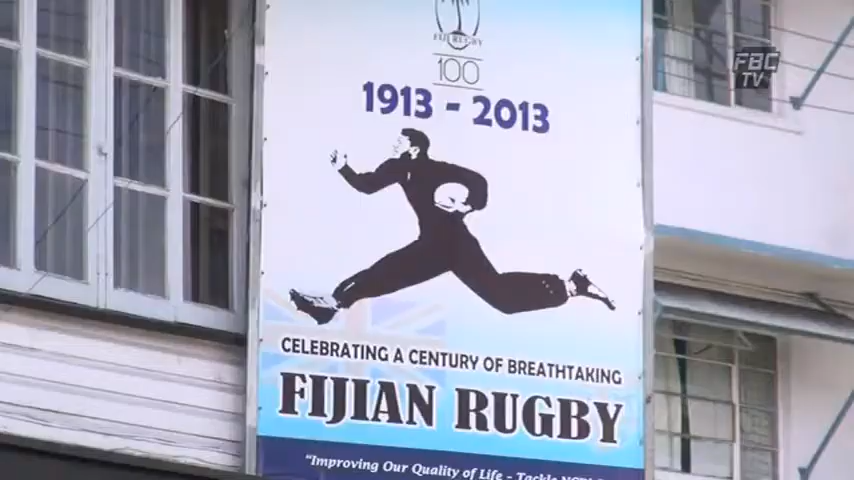 FBC
TV
FIJI RUGBY
100
1913 - 2013
CELEBRATING A CENTURY OF BREATHTAKING
FIJIAN RUGBY
"Improving Our Quality of Life - Tackle